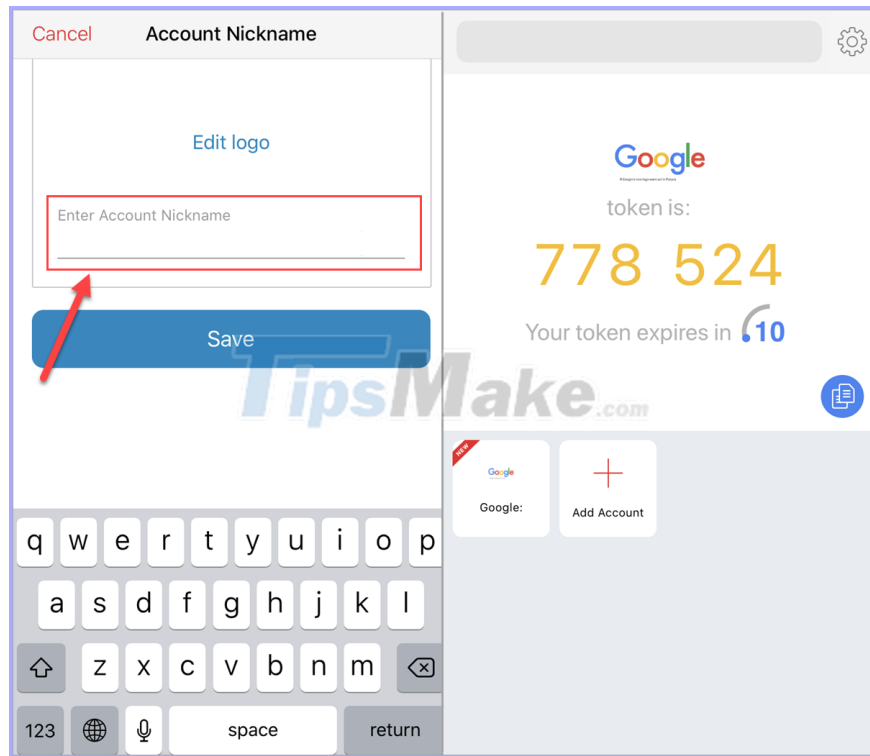 Cancel
Account Nickname
Edit logo
Enter Account Nickname
Save
q w e r t y u i o p
a s d f g h j k l
z x c v b n m
123
space
return
Google
token is:
778 524
Your token expires in 10
NEW
Google
Google:
Add Account
TipsMake.com